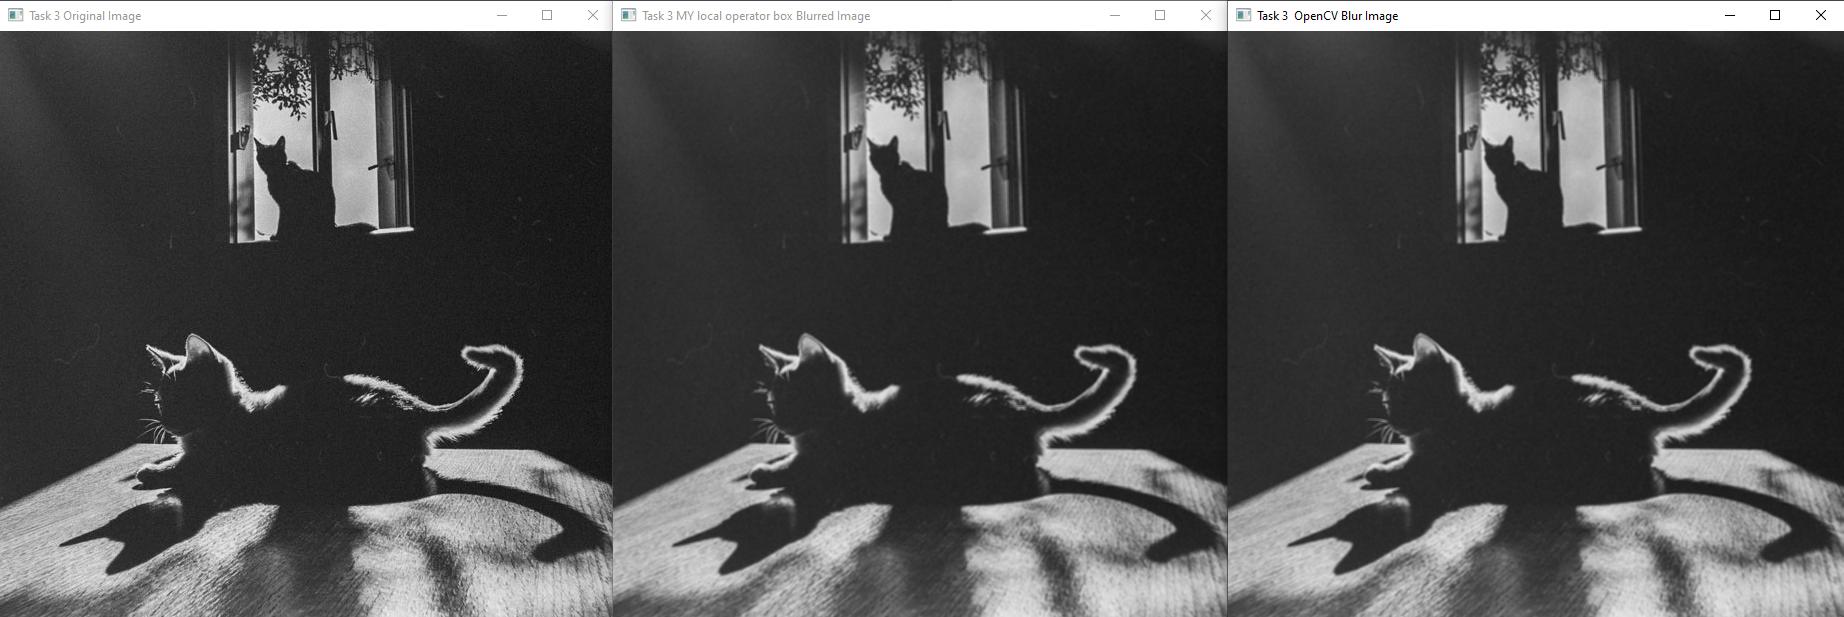 Task 3 Original Image
Task 3 MY local operator box Blurred Image
Task 3  OpenCV Blur Image